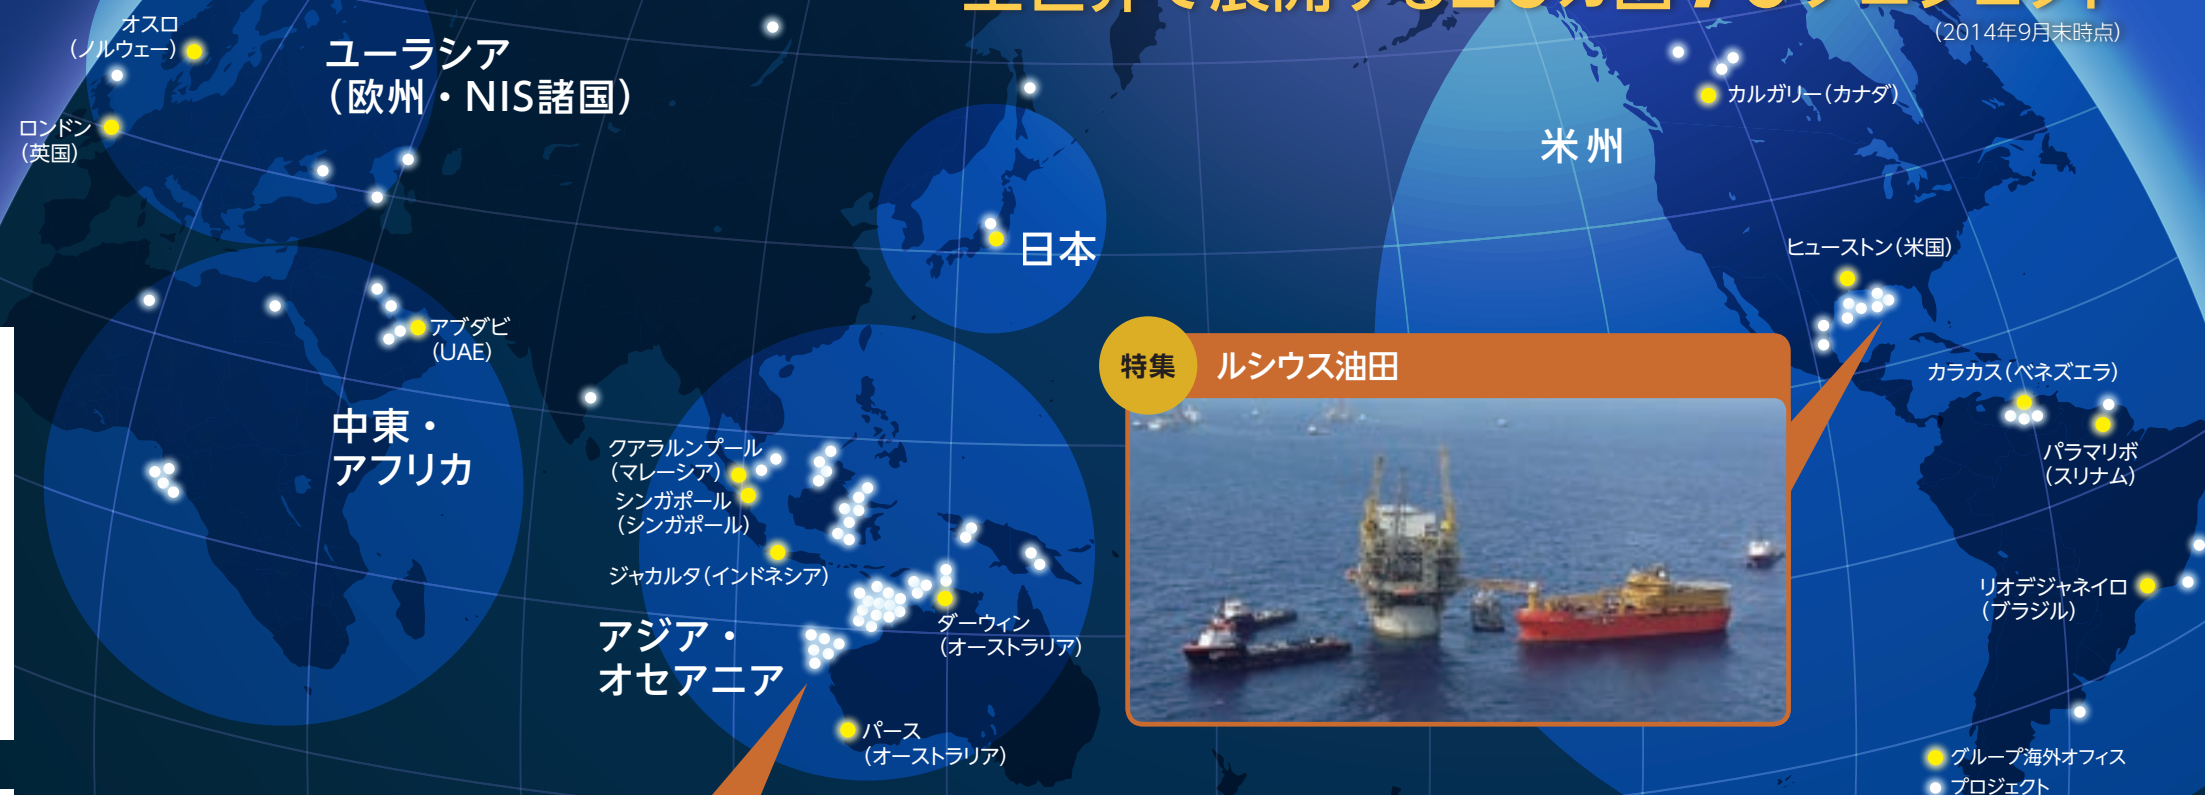 (2014年9月末時点)
オスロ
(ノルウェー)
ユーラシア
(欧州・NIS諸国)
ロンドン
(英国)
カルガリー(カナダ)
米州
日本
ヒューストン(米国)
アブダビ
(UAE)
特集
ルシウス油田
カラカス(ベネズエラ)
中東・
アフリカ
クアラルンプール
(マレーシア)
シンガポール
(シンガポール)
パラマリボ
(スリナム)
ジャカルタ(インドネシア)
リオデジャネイロ
(ブラジル)
アジア・
オセアニア
ダーウィン
(オーストラリア)
パース
(オーストラリア)
グループ海外オフィス
プロジェクト